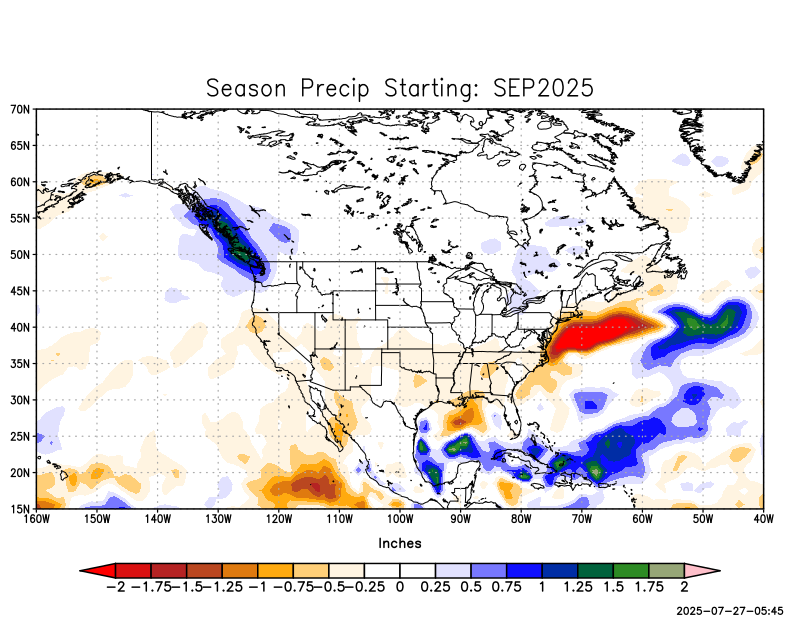 Season Precip Starting: SEP2025
70N
65N
60N
55N
50N
45N
40N
35N
30N
25N
20N
15N
160W 150W 140W 130W 120W 110W 100W 90W 80W 70W 60W 50W 40W
Inches
-2 -1.75 -1.5 -1.25 -1 -0.75 -0.5 -0.25 0 0.25 0.5 0.75 1 1.25 1.5 1.75 2
2025-07-27-05:45